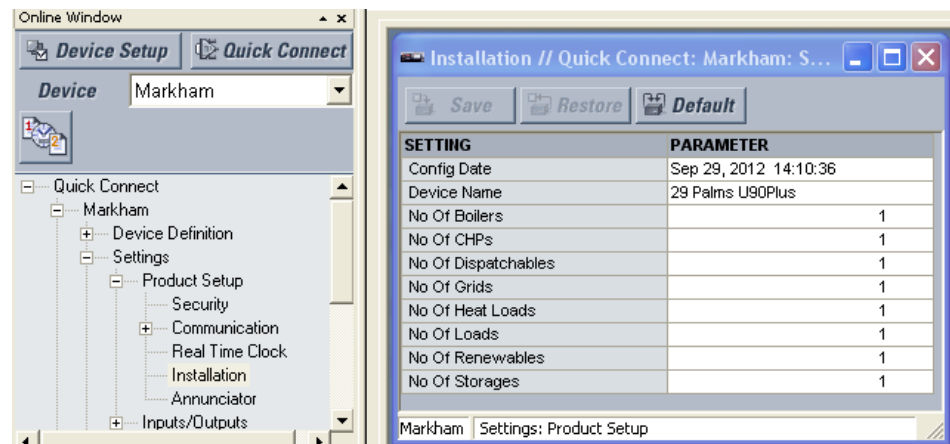 Online Window
Device Setup
Quick Connect
Device
Markham
1
2
Quick Connect
Markham
Device Definition
Settings
Product Setup
Security
Communication
Real Time Clock
Installation
Annunciator
Inputs/Outputs
Installation // Quick Connect: Markham: S...
Save
Restore
Default
SETTING PARAMETER
Config Date Sep 29, 2012 14:10:36
Device Name 29 Palms U90Plus
No Of Boilers 1
No Of CHPs 1
No Of Dispatchables 1
No Of Grids 1
No Of Heat Loads 1
No Of Loads 1
No Of Renewables 1
No Of Storages 1
Markham Settings: Product Setup